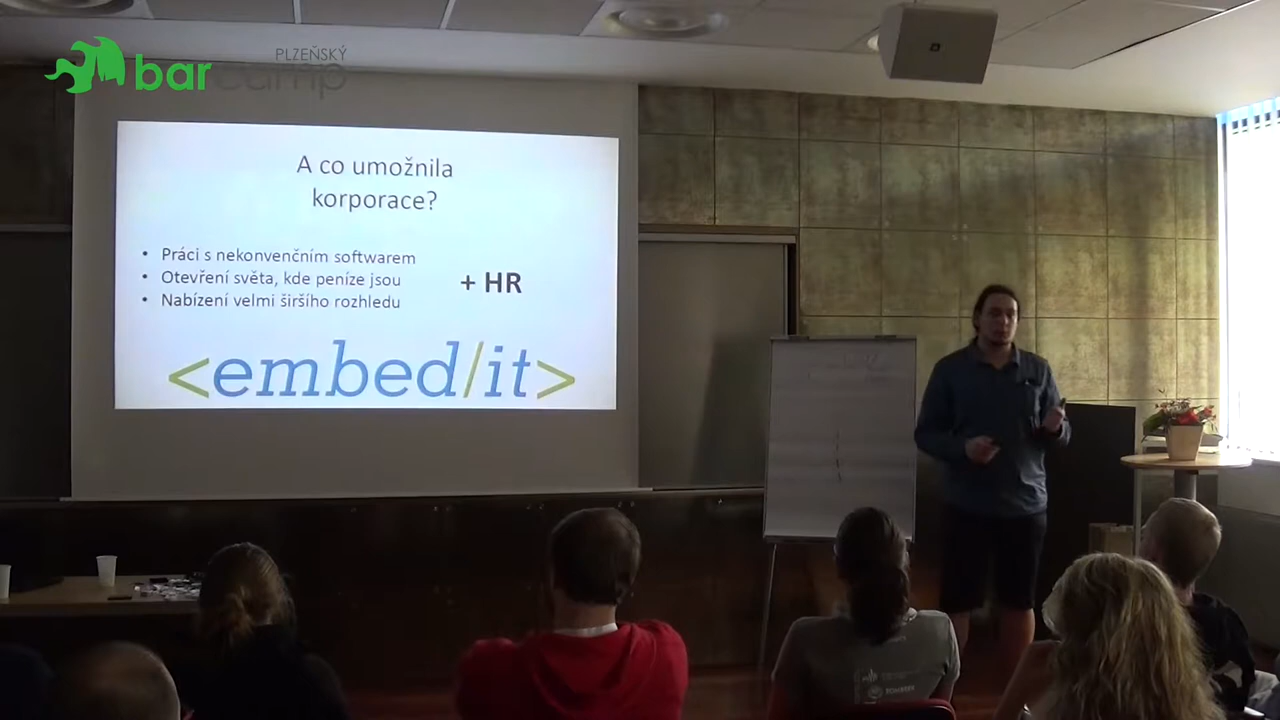 PLZEŇSKÝ
barcamp
A co umožnila
korporace?
• Práci s nekonvenčním softwarem
• Otevření světa, kde peníze jsou
• Nabízení velmi širšího rozhledu
+ HR
<embed/it>